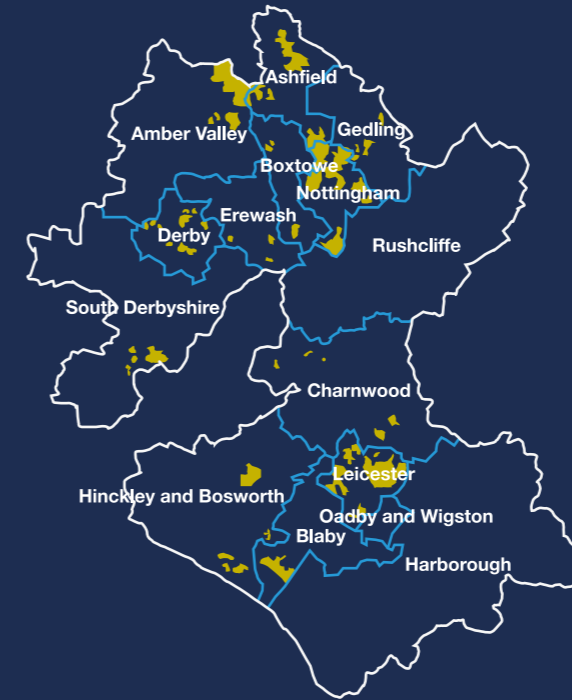 Ashfield
Amber Valley
Gedling
Boxtowe
Nottingham
Erewash
Derby
Rushcliffe
South Derbyshire
Charnwood
Leicester
Hinckley and Bosworth
Oadby and Wigston
Blaby
Harborough